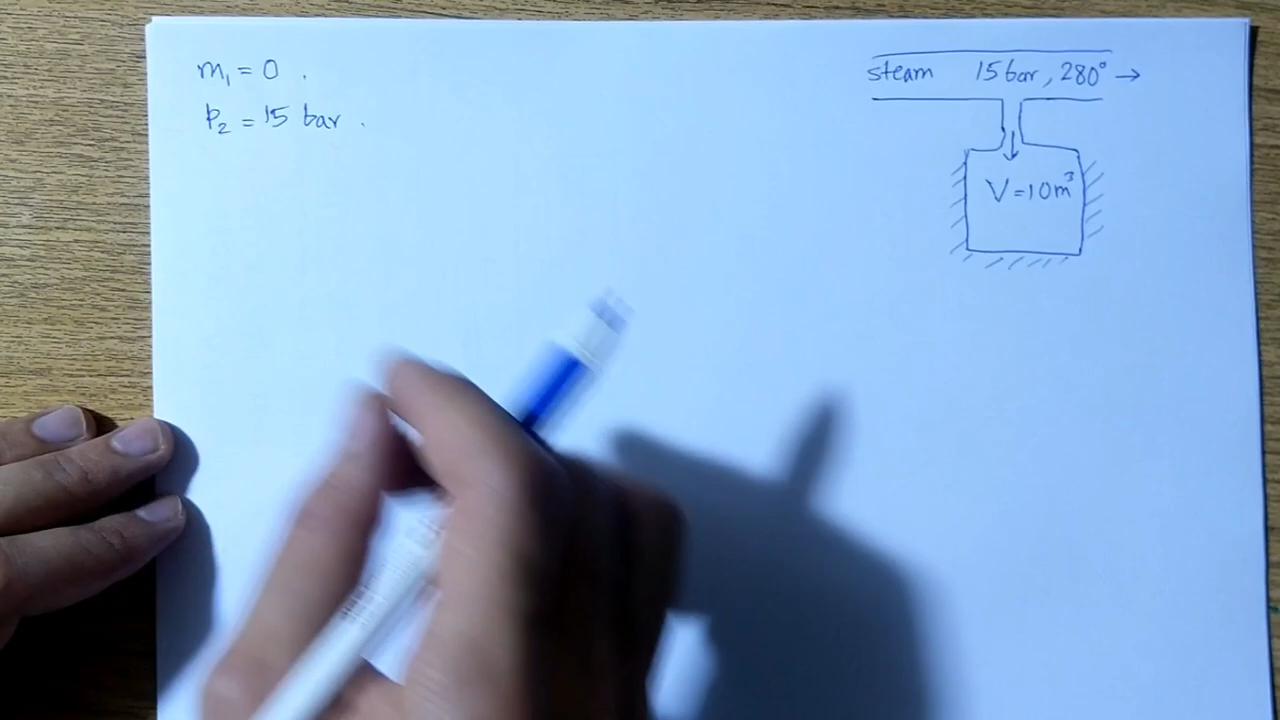 m₁ = 0 .
p₂ = 15 bar .
steam 15 bar, 280° →
V = 10 m³